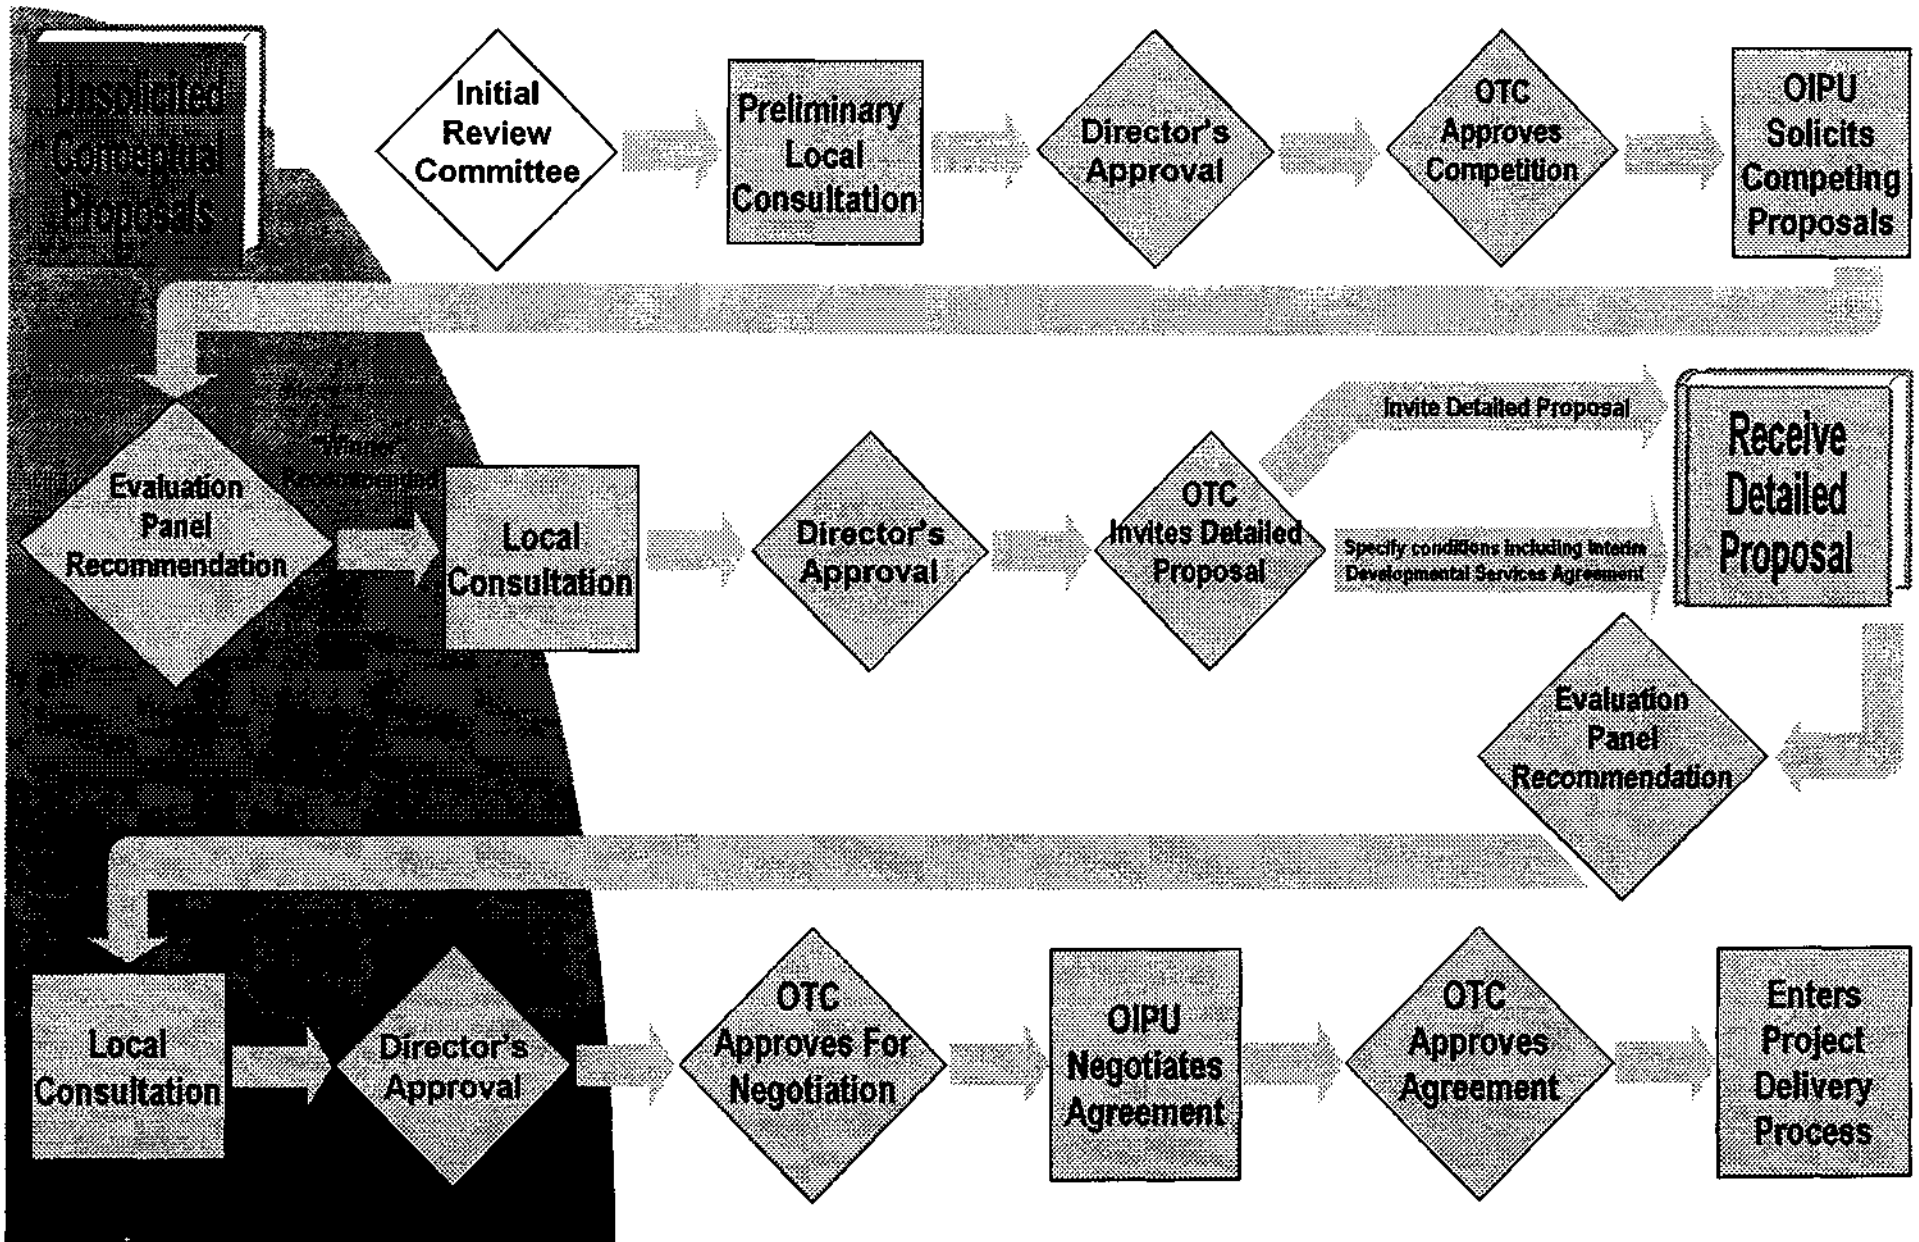 Unsolicited
Conceptual
Proposals
Initial
Review
Committee
Preliminary
Local
Consultation
Director's
Approval
OTC
Approves
Competition
OIPU
Solicits
Competing
Proposals
Evaluation
Panel
Recommendation
"Winner"
Recommended
Local
Consultation
Director's
Approval
OTC
Invites Detailed
Proposal
Invite Detailed Proposal
Specify conditions including Interim
Developmental Services Agreement
Receive
Detailed
Proposal
Evaluation
Panel
Recommendation
Local
Consultation
Director's
Approval
OTC
Approves For
Negotiation
OIPU
Negotiates
Agreement
OTC
Approves
Agreement
Enters
Project
Delivery
Process